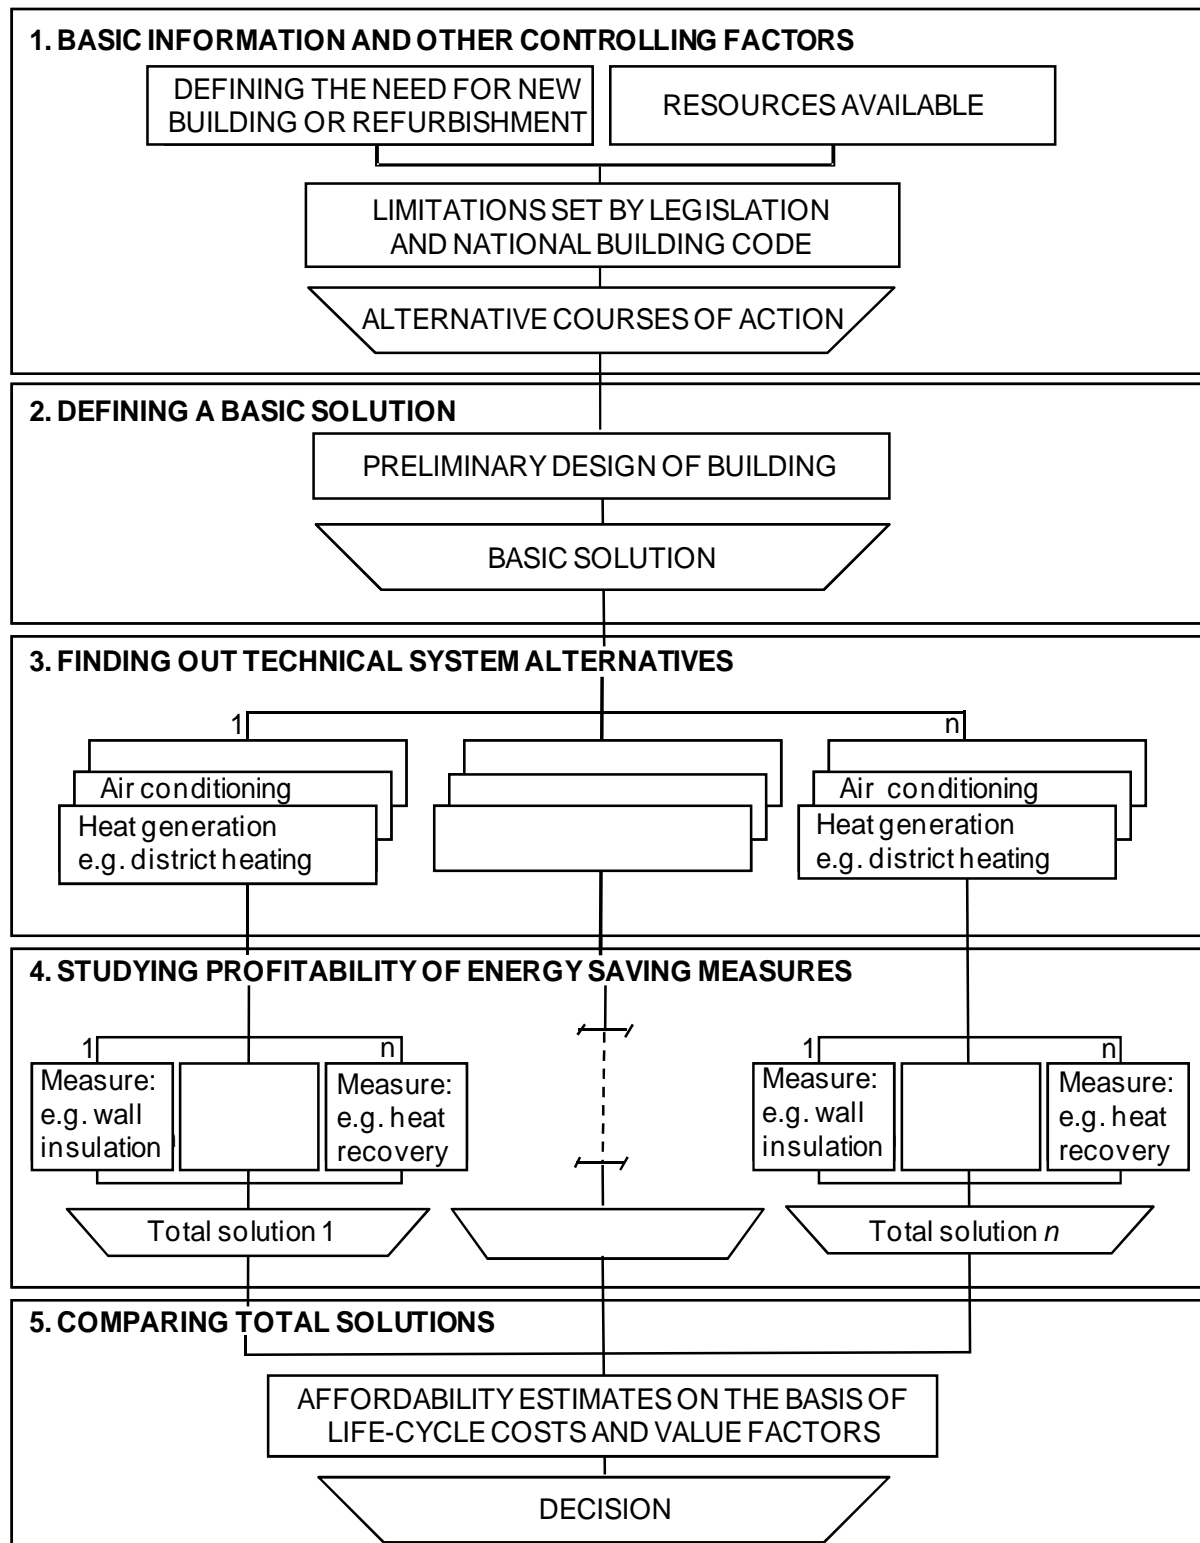 1. BASIC INFORMATION AND OTHER CONTROLLING FACTORS
DEFINING THE NEED FOR NEW
BUILDING OR REFURBISHMENT
RESOURCES AVAILABLE
LIMITATIONS SET BY LEGISLATION
AND NATIONAL BUILDING CODE
ALTERNATIVE COURSES OF ACTION
2. DEFINING A BASIC SOLUTION
PRELIMINARY DESIGN OF BUILDING
BASIC SOLUTION
3. FINDING OUT TECHNICAL SYSTEM ALTERNATIVES
1
n
Air conditioning
Heat generation
e.g. district heating
Air conditioning
Heat generation
e.g. district heating
4. STUDYING PROFITABILITY OF ENERGY SAVING MEASURES
1
n
Measure:
e.g. wall
insulation
Measure:
e.g. heat
recovery
1
n
Measure:
e.g. wall
insulation
Measure:
e.g. heat
recovery
Total solution 1
Total solution n
5. COMPARING TOTAL SOLUTIONS
AFFORDABILITY ESTIMATES ON THE BASIS OF
LIFE-CYCLE COSTS AND VALUE FACTORS
DECISION